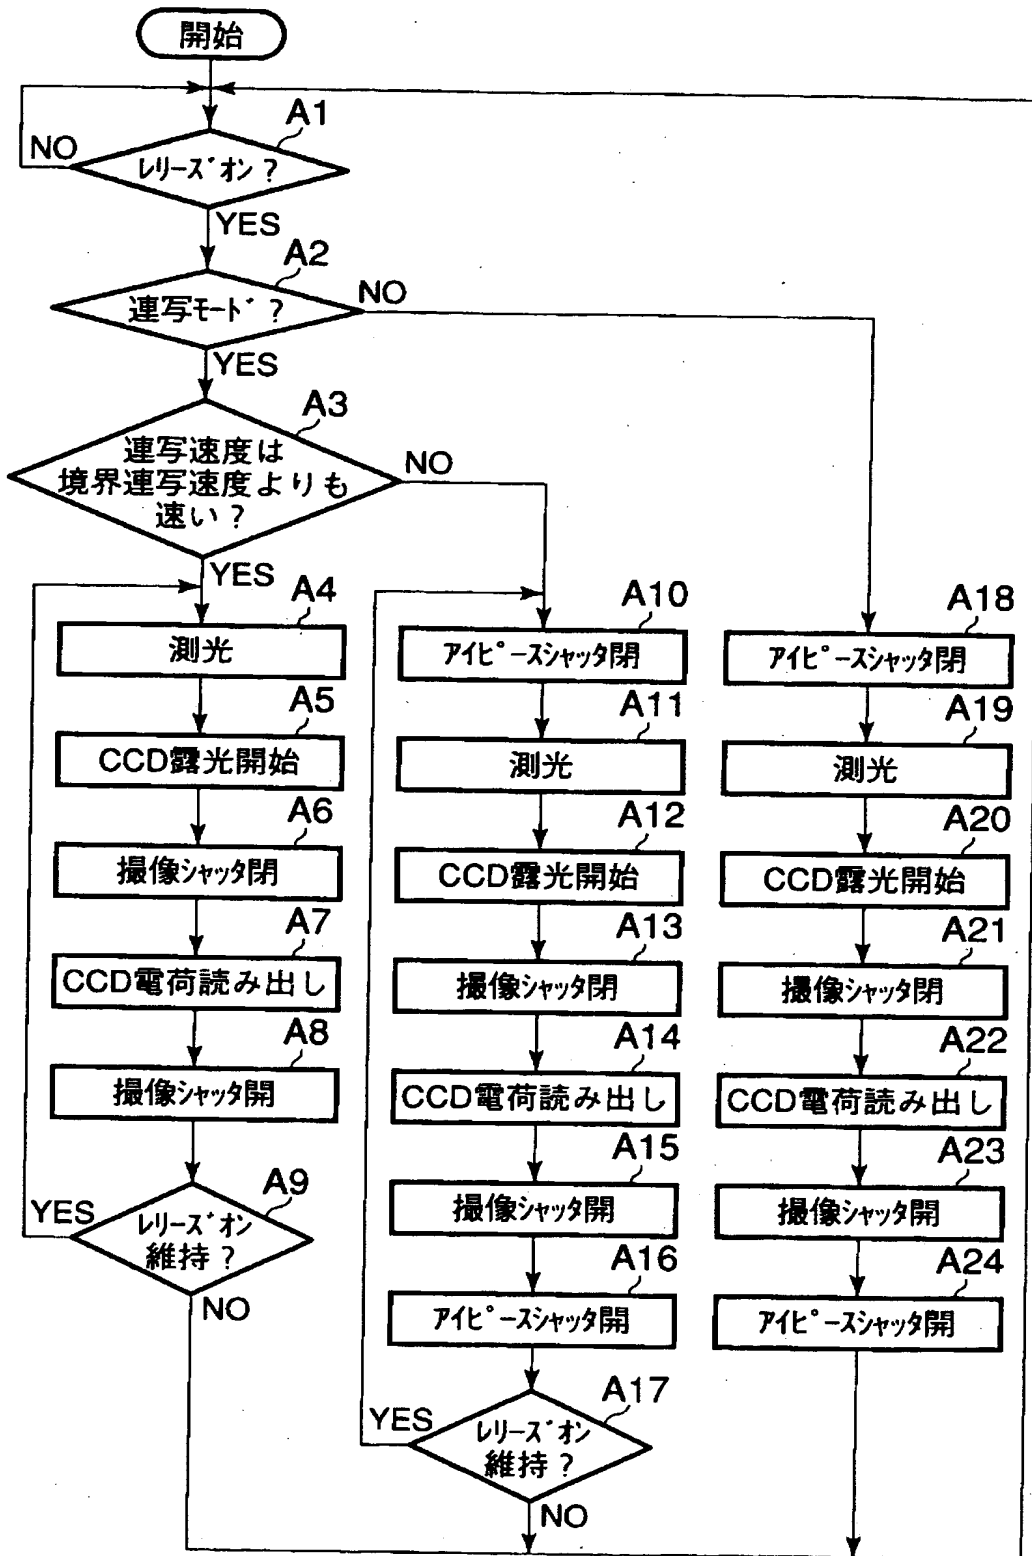 開始
A1
レリーズオン?
NO
YES
A2
連写モード?
NO
YES
A3
連写速度は
境界連写速度よりも
速い?
NO
YES
A4
測光
A5
CCD露光開始
A6
撮像シャッタ閉
A7
CCD電荷読み出し
A8
撮像シャッタ開
A9
レリーズオン
維持?
YES
NO
A10
アイピースシャッタ閉
A11
測光
A12
CCD露光開始
A13
撮像シャッタ閉
A14
CCD電荷読み出し
A15
撮像シャッタ開
A16
アイピースシャッタ開
A17
レリーズオン
維持?
YES
NO
A18
アイピースシャッタ閉
A19
測光
A20
CCD露光開始
A21
撮像シャッタ閉
A22
CCD電荷読み出し
A23
撮像シャッタ開
A24
アイピースシャッタ開